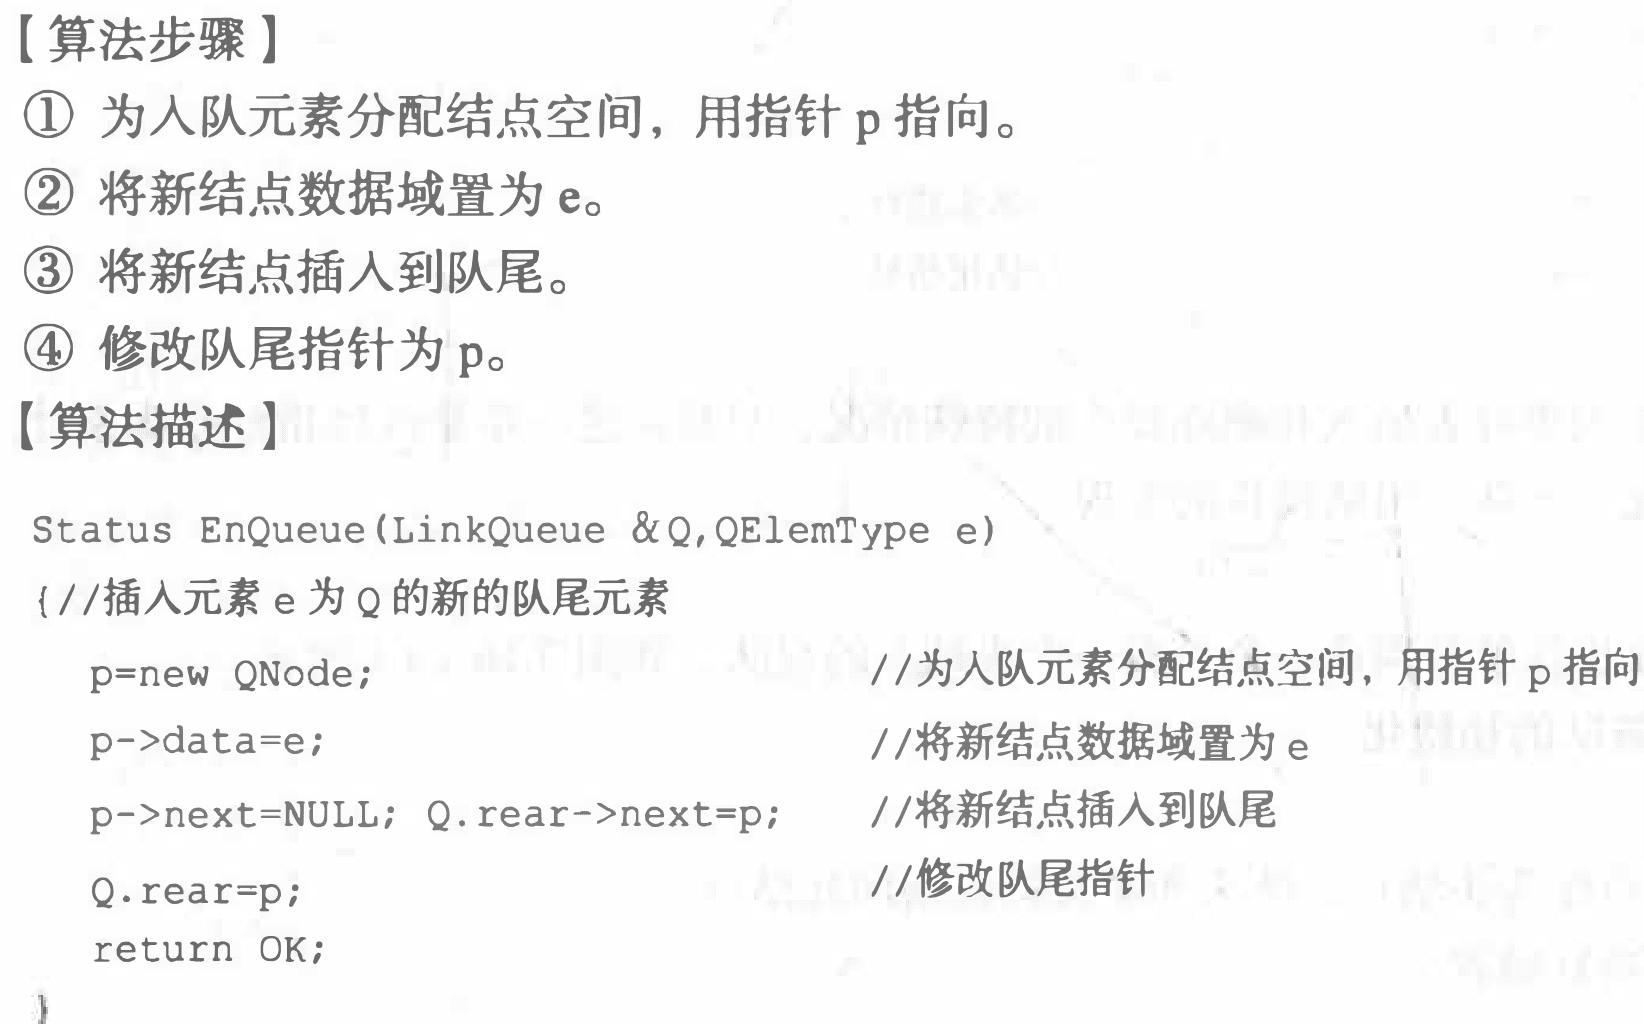 【算法步骤】
① 为入队元素分配结点空间，用指针 p 指向。
② 将新结点数据域置为 e。
③ 将新结点插入到队尾。
④ 修改队尾指针为 p。
【算法描述】
Status EnQueue(LinkQueue &Q,QElemType e)
{//插入元素 e 为 Q 的新的队尾元素
p=new QNode; //为入队元素分配结点空间，用指针 p 指向
p->data=e; //将新结点数据域置为 e
p->next=NULL; Q.rear->next=p; //将新结点插入到队尾
Q.rear=p; //修改队尾指针
return OK;
}